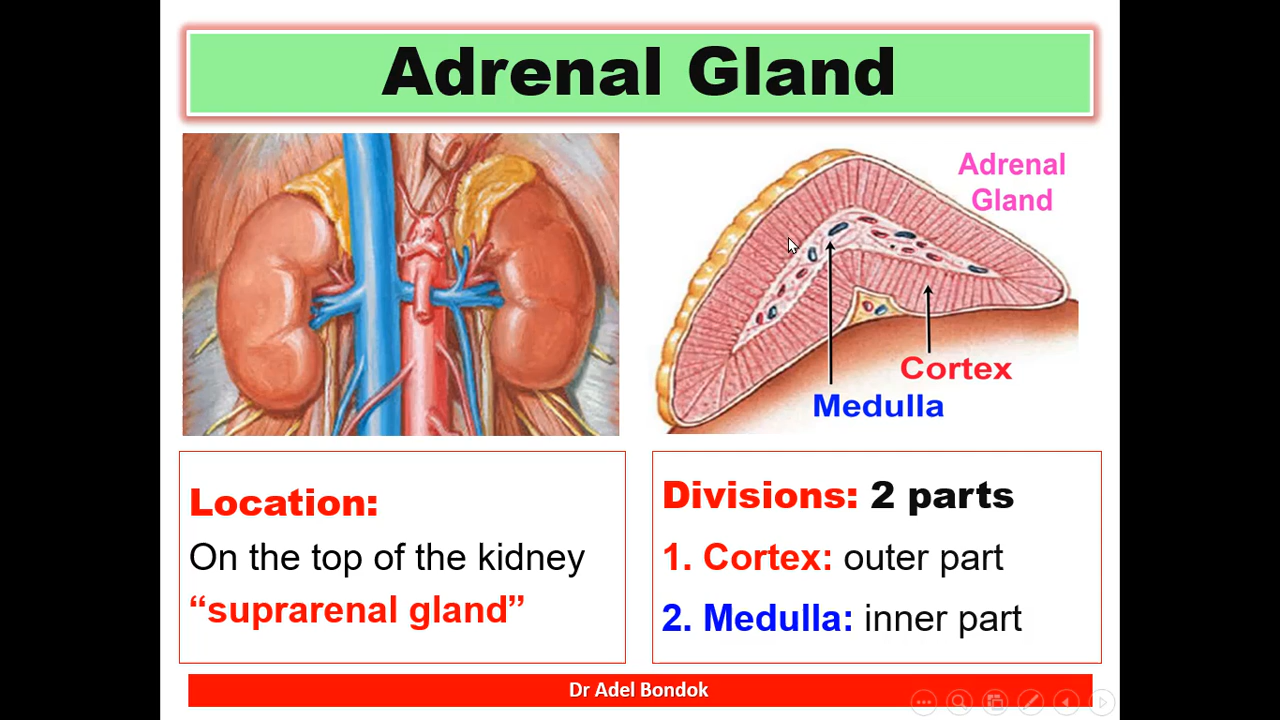 Adrenal Gland
Adrenal
Gland
Cortex
Medulla
Location:
On the top of the kidney
“suprarenal gland”
Divisions: 2 parts
1. Cortex: outer part
2. Medulla: inner part
Dr Adel Bondok